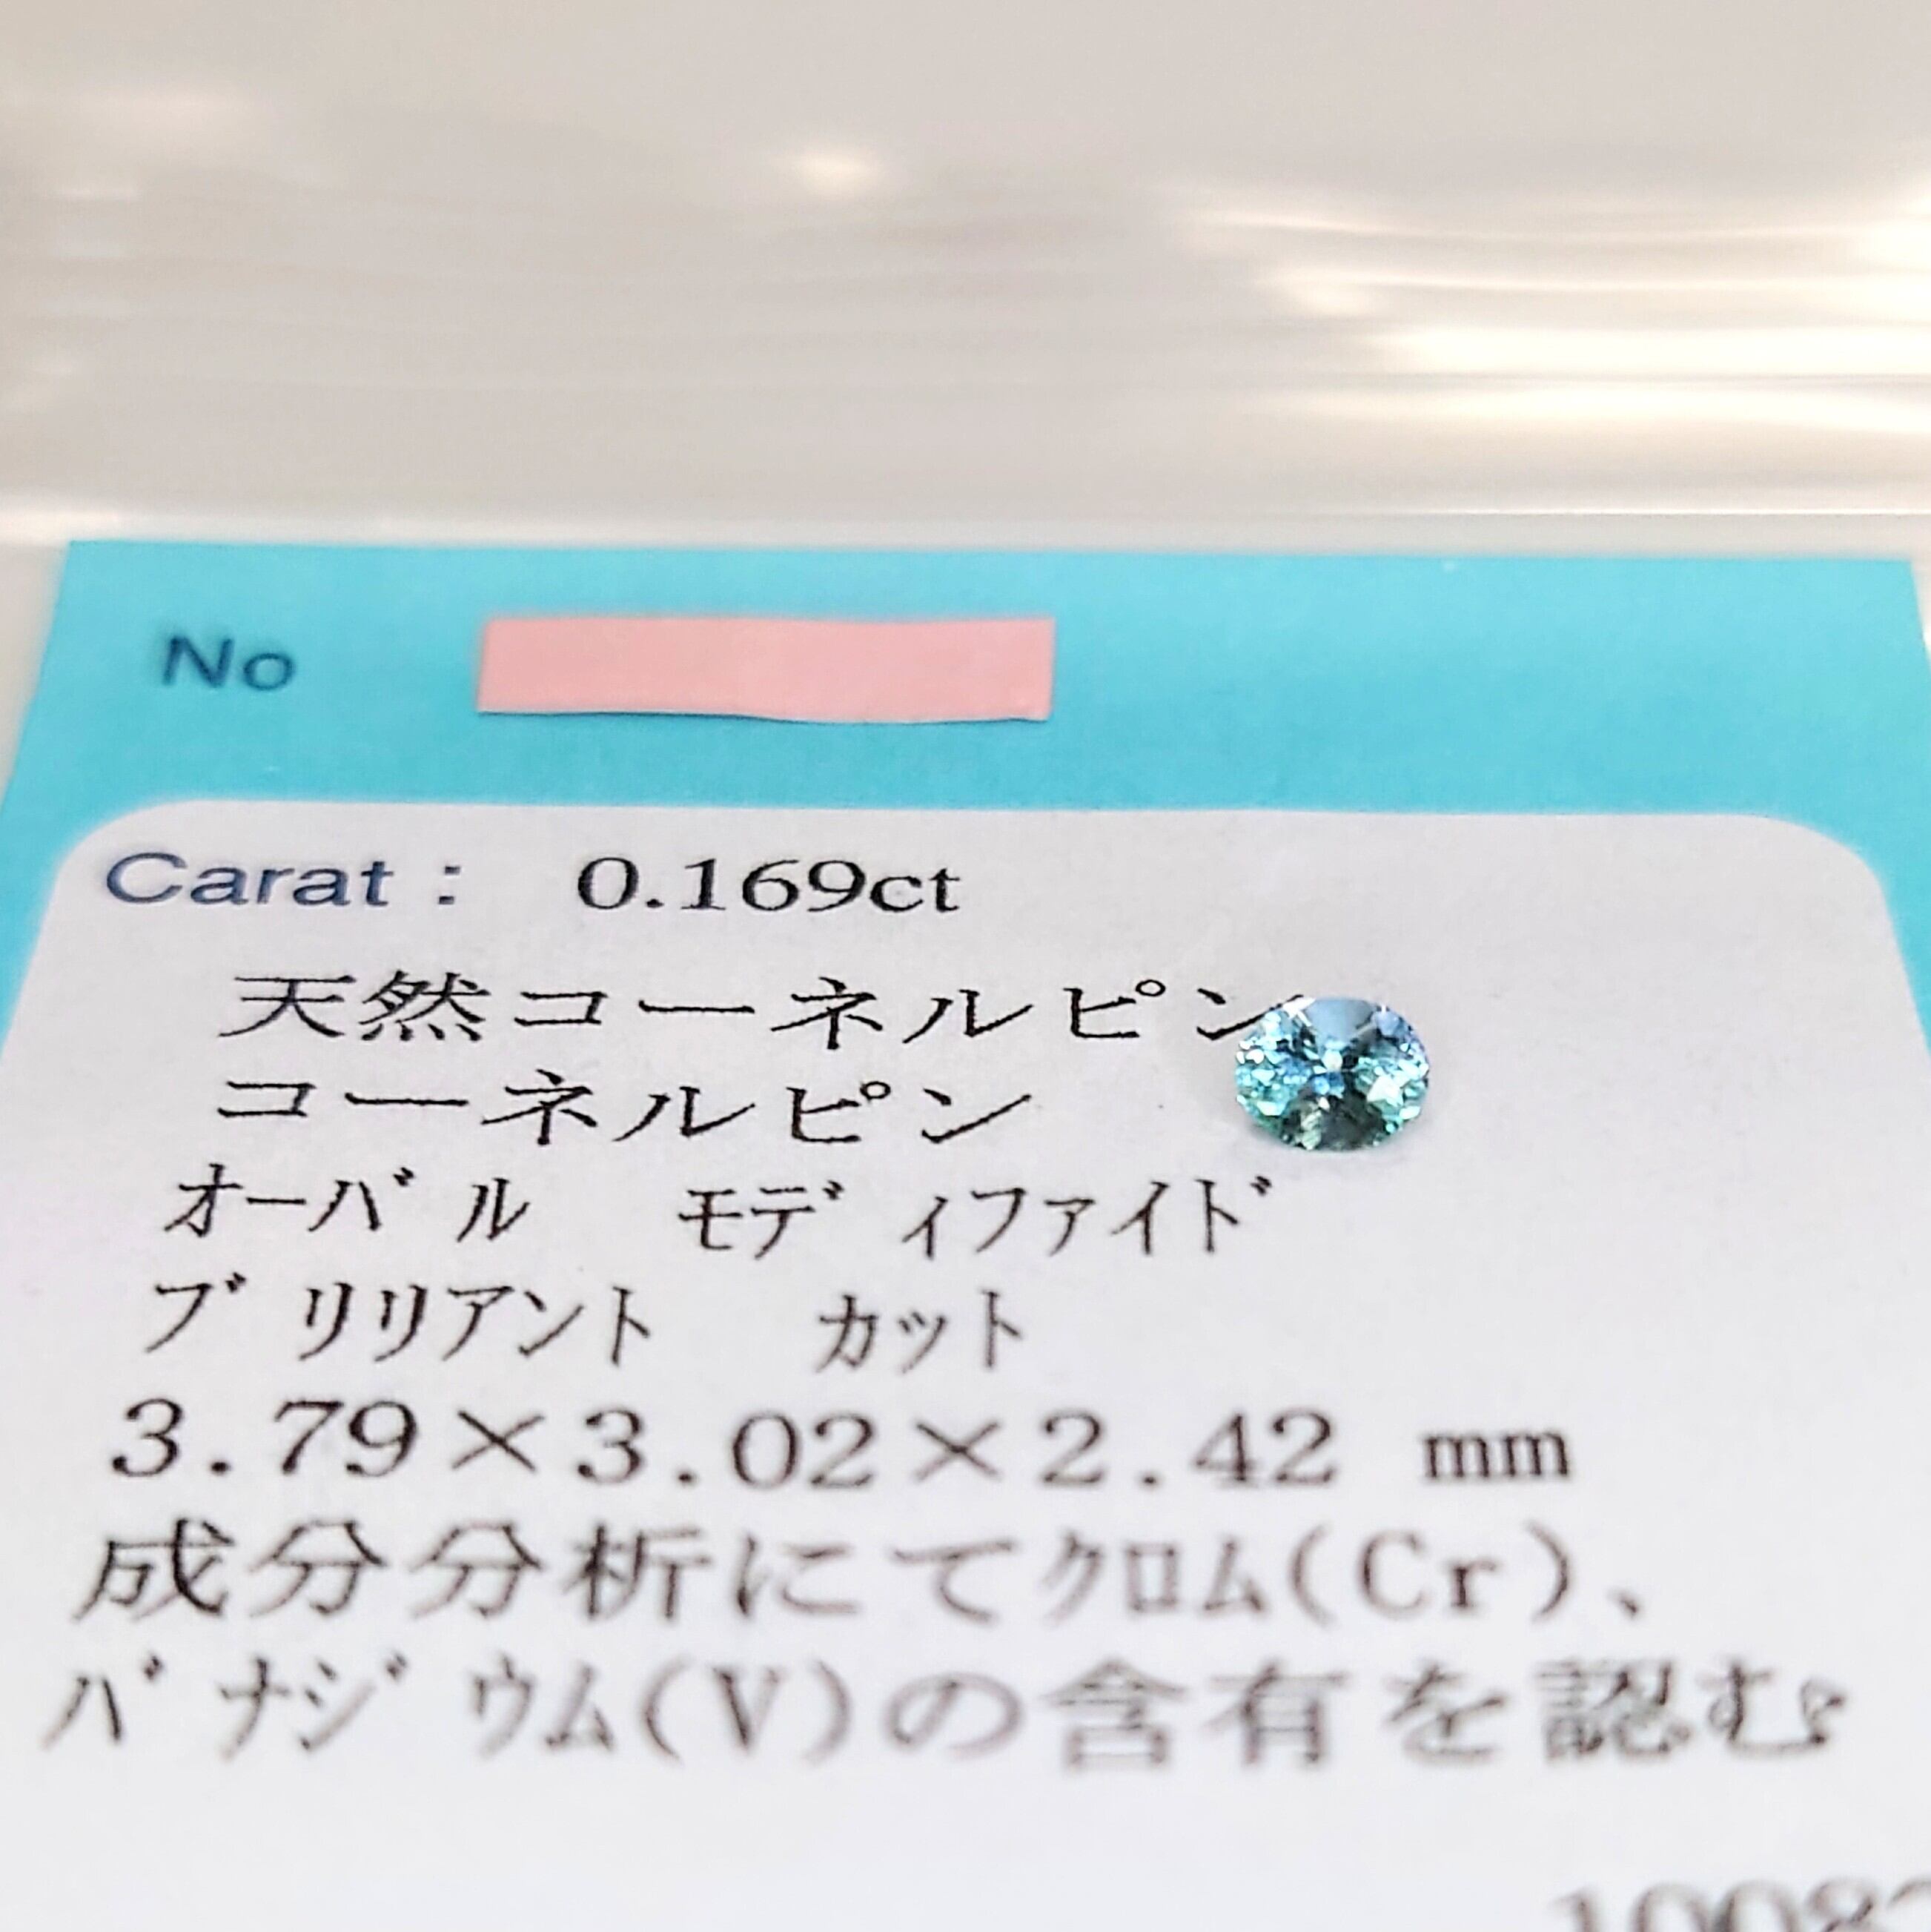 No
Carat : 0.169ct
天然コーネルピン
コーネルピン
ｵｰﾊﾞﾙ ﾓﾃﾞｨﾌｧｲﾄﾞ
ﾌﾞﾘﾘｱﾝﾄ ｶｯﾄ
3.79×3.02×2.42 mm
成分分析にてｸﾛﾑ(Cr)、
ﾊﾞﾅｼﾞｳﾑ(V)の含有を認む